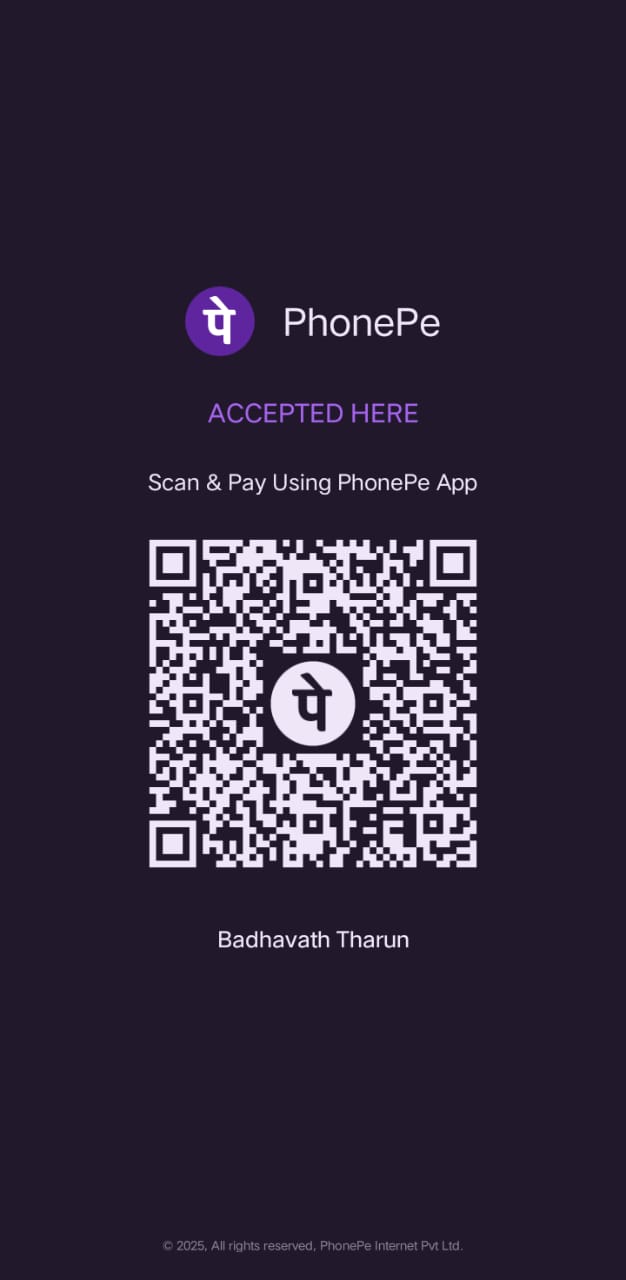 पे PhonePe
ACCEPTED HERE
Scan & Pay Using PhonePe App
पे
Badhavath Tharun
© 2025, All rights reserved, PhonePe Internet Pvt Ltd.